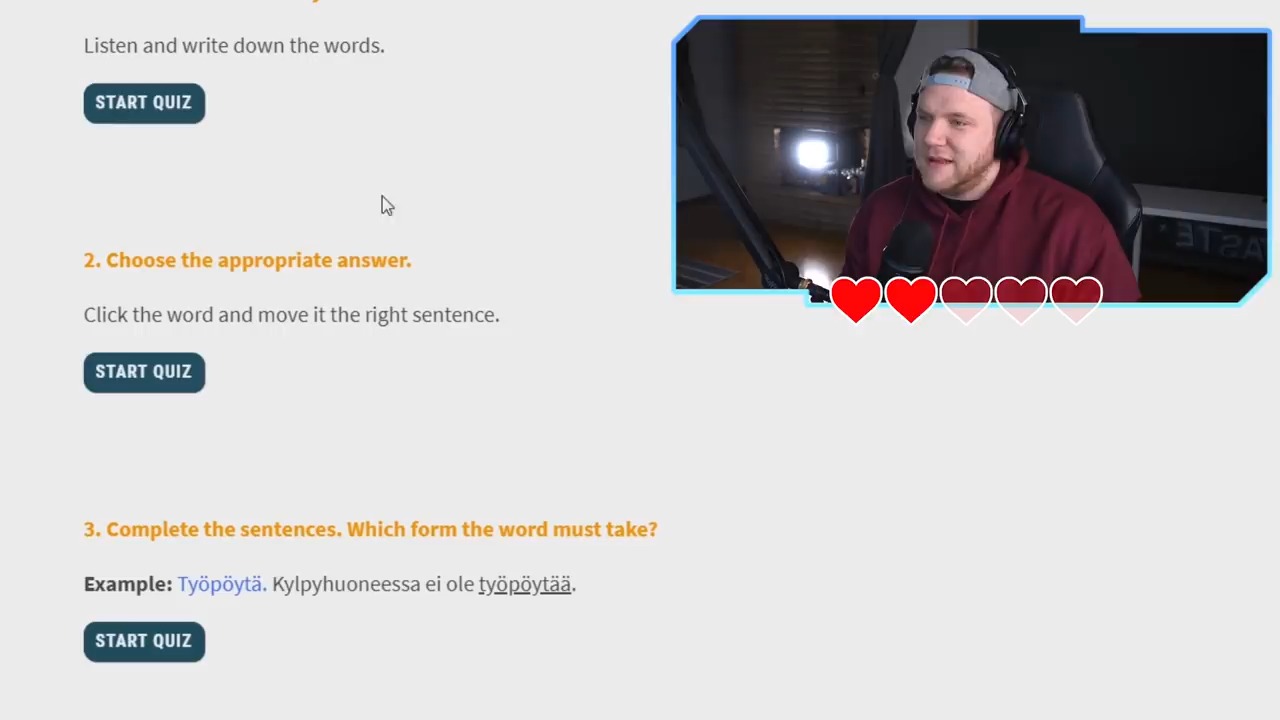 Listen and write down the words.
START QUIZ
2. Choose the appropriate answer.
Click the word and move it the right sentence.
START QUIZ
3. Complete the sentences. Which form the word must take?
Example: Työpöytä. Kylpyhuoneessa ei ole työpöytää.
START QUIZ